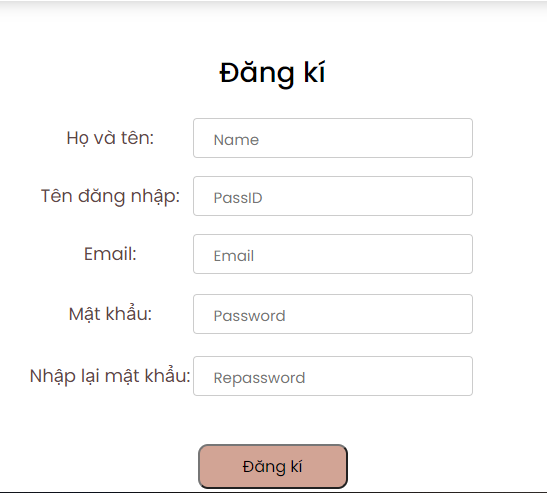 Đăng kí
Họ và tên: Name
Tên đăng nhập: PassID
Email: Email
Mật khẩu: Password
Nhập lại mật khẩu: Repassword
Đăng kí